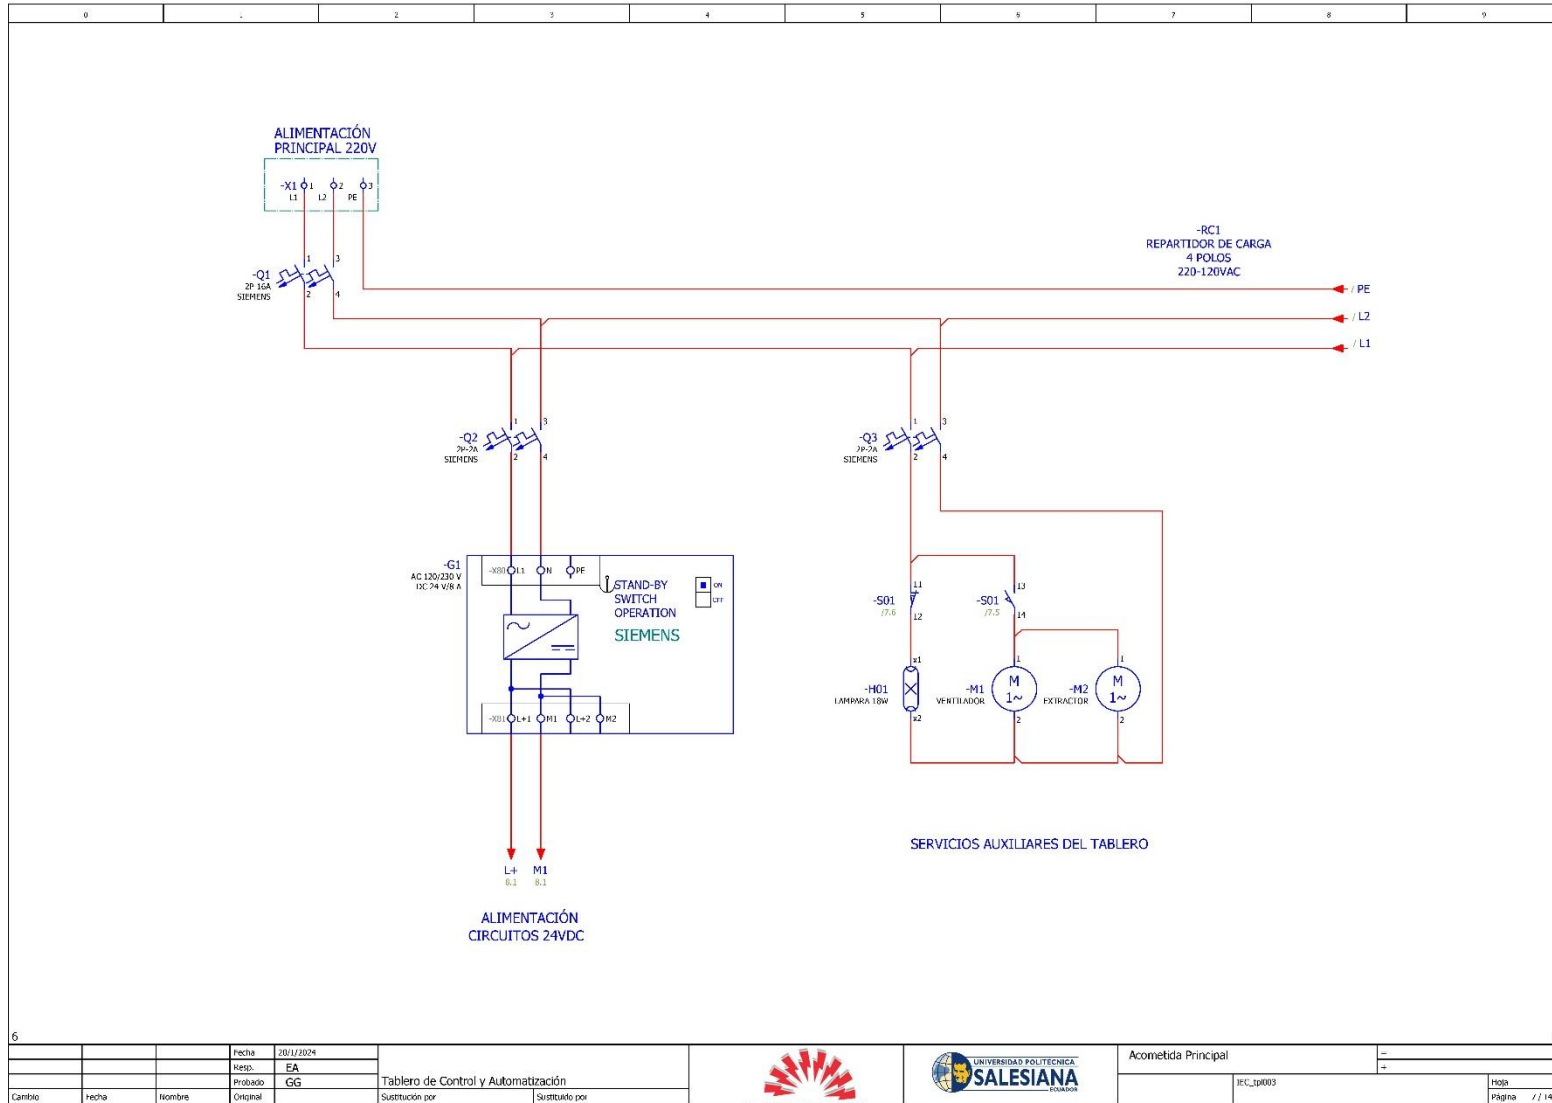 0 1 2 3 4 5 6 7 8 9
ALIMENTACIÓN
PRINCIPAL 220V
-X1 1 2 3
L1 L2 PE
-RC1
REPARTIDOR DE CARGA
4 POLOS
220-120VAC
-Q1
2P 16A
SIEMENS
1 3
2 4
/ PE
/ L2
/ L1
-Q2
2P-2A
SIEMENS
1 3
2 4
-Q3
2P-2A
SIEMENS
1 3
2 4
-G1
AC 120/230 V
DC 24 V/8 A
-X80 L1 N PE
STAND-BY
SWITCH
OPERATION
SIEMENS
ON
OFF
-X81 L+1 M1 L+2 M2
-S01
/7.6
11
12
-S01
/7.5
13
14
-H01
LAMPARA 18W
x1
x2
-M1
VENTILADOR
M
1~
1
2
-M2
EXTRACTOR
M
1~
1
2
L+ M1
8.1 8.1
ALIMENTACIÓN
CIRCUITOS 24VDC
SERVICIOS AUXILIARES DEL TABLERO
6
Fecha 20/1/2024
Resp. EA
Probado GG
Cambio Fecha Nombre Original
Tablero de Control y Automatización
Sustitución por Sustituido por
UNIVERSIDAD POLITÉCNICA
SALESIANA
ECUADOR
Acometida Principal
=
+
IEC_tpl003
Hoja
Página 7 / 14